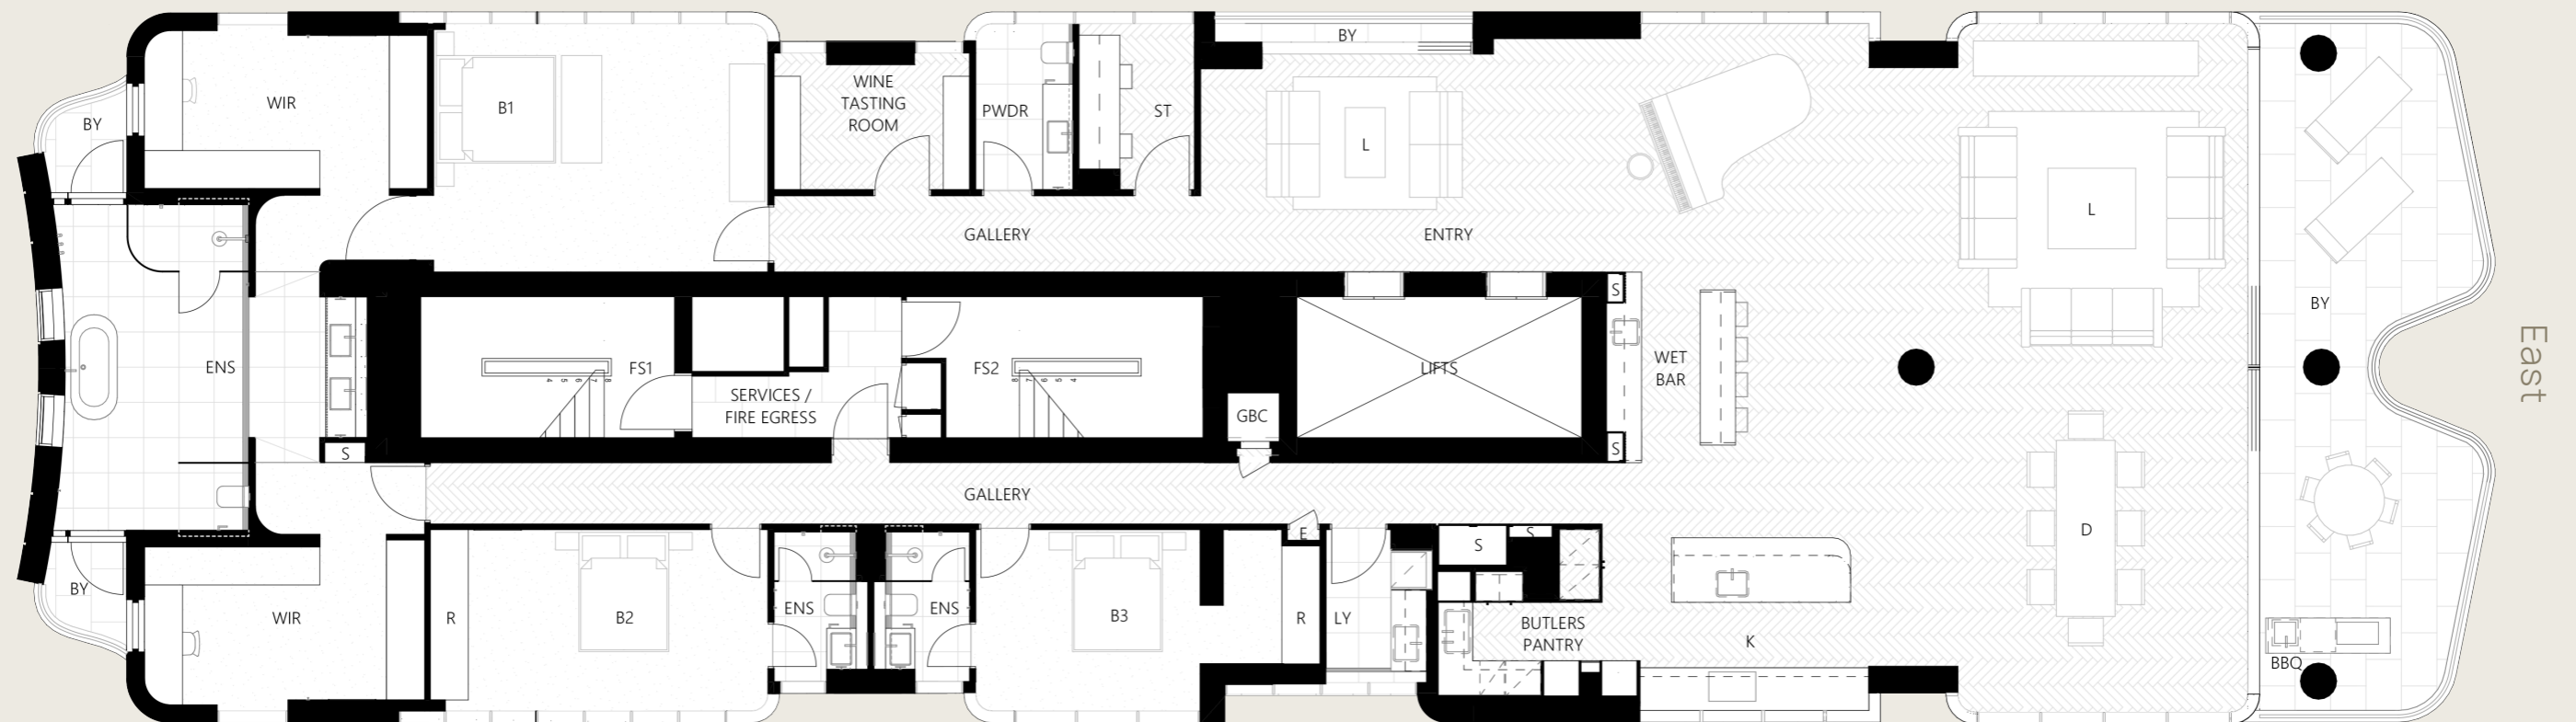 BY
WIR
B1
WINE
TASTING
ROOM
PWDR
ST
BY
L
L
GALLERY
ENTRY
S
BY
East
ENS
FS1
SERVICES /
FIRE EGRESS
FS2
LIFTS
WET
BAR
GBC
S
S
GALLERY
E
S
S
D
BY
WIR
R
B2
ENS
ENS
B3
R
LY
BUTLERS
PANTRY
K
BBQ